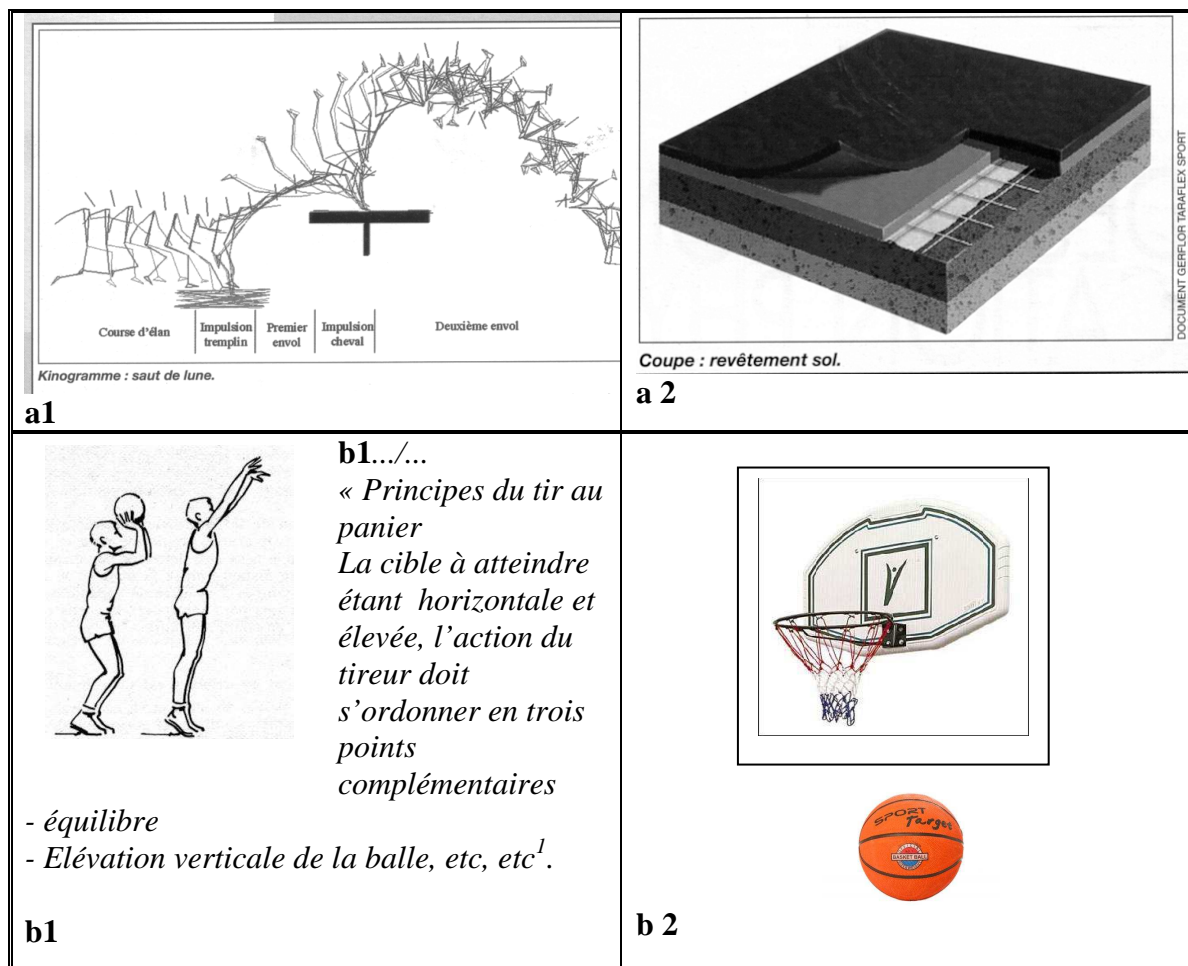 Course d'élan
Impulsion
tremplin
Premier
envol
Impulsion
cheval
Deuxième envol
Kinogramme : saut de lune.
a1
DOCUMENT GERFLOR TARAFLEX SPORT
Coupe : revêtement sol.
a 2
b1.../...
« Principes du tir au
panier
La cible à atteindre
étant horizontale et
élevée, l'action du
tireur doit
s'ordonner en trois
points
complémentaires
- équilibre
- Elévation verticale de la balle, etc, etc¹.
b1
SPORT
Target
BASKET BALL
b 2